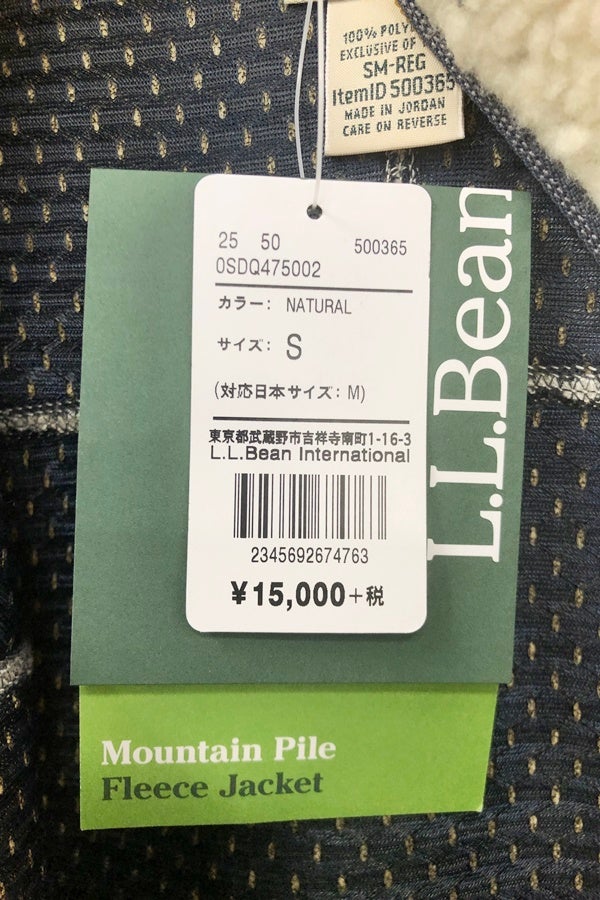 100% POLY
EXCLUSIVE OF
SM-REG
ItemID 500365
MADE IN JORDAN
CARE ON REVERSE
25 50 500365
0SDQ475002
カラー: NATURAL
サイズ: S
(対応日本サイズ: M)
東京都武蔵野市吉祥寺南町1-16-3
L.L.Bean International
2345692674763
¥15,000+税
L.L.Bean
Mountain Pile
Fleece Jacket